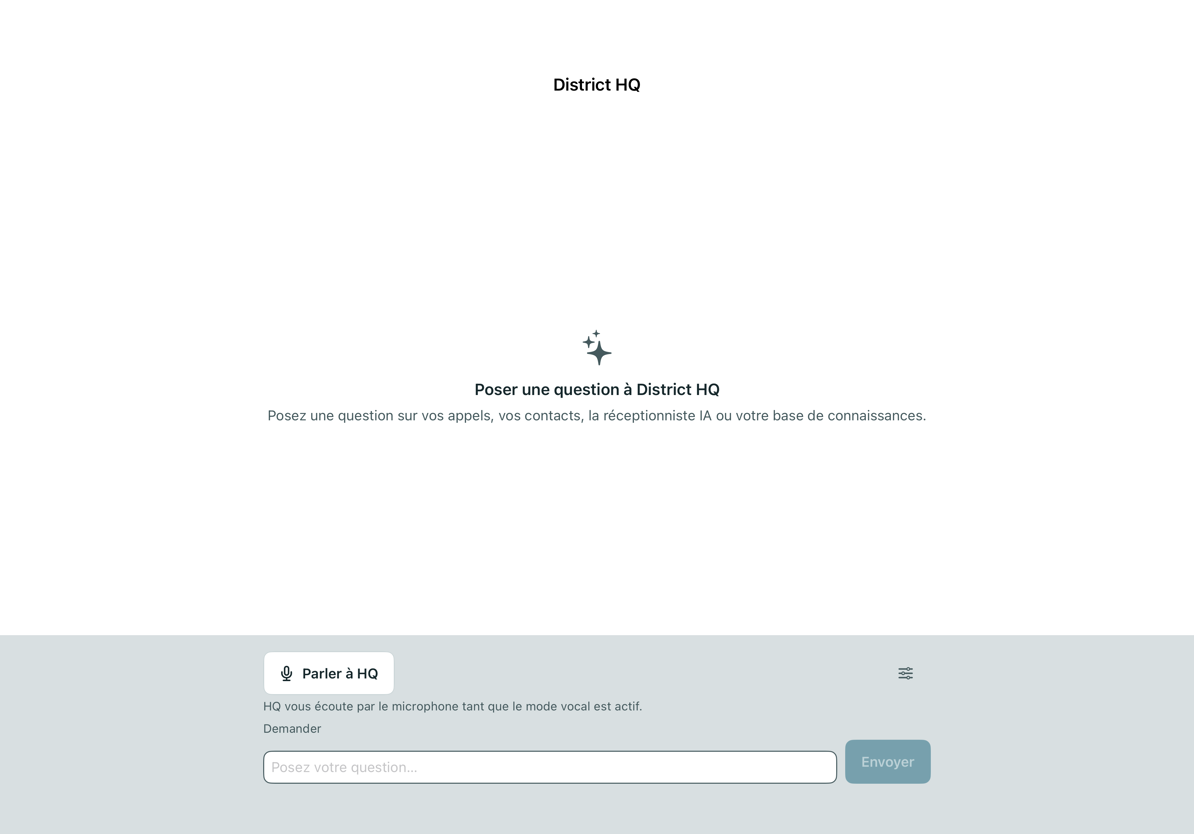 District HQ
Poser une question à District HQ
Posez une question sur vos appels, vos contacts, la réceptionniste IA ou votre base de connaissances.
Parler à HQ
HQ vous écoute par le microphone tant que le mode vocal est actif.
Demander
Posez votre question...
Envoyer